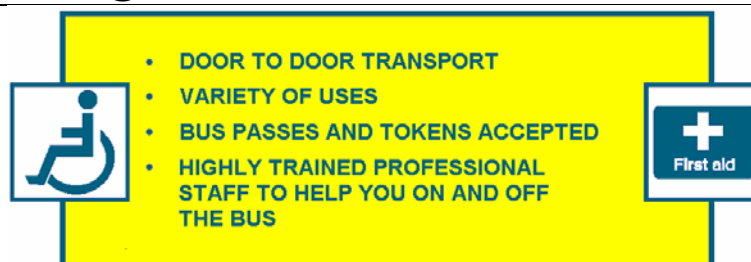 • DOOR TO DOOR TRANSPORT
• VARIETY OF USES
• BUS PASSES AND TOKENS ACCEPTED
• HIGHLY TRAINED PROFESSIONAL
STAFF TO HELP YOU ON AND OFF
THE BUS
First aid